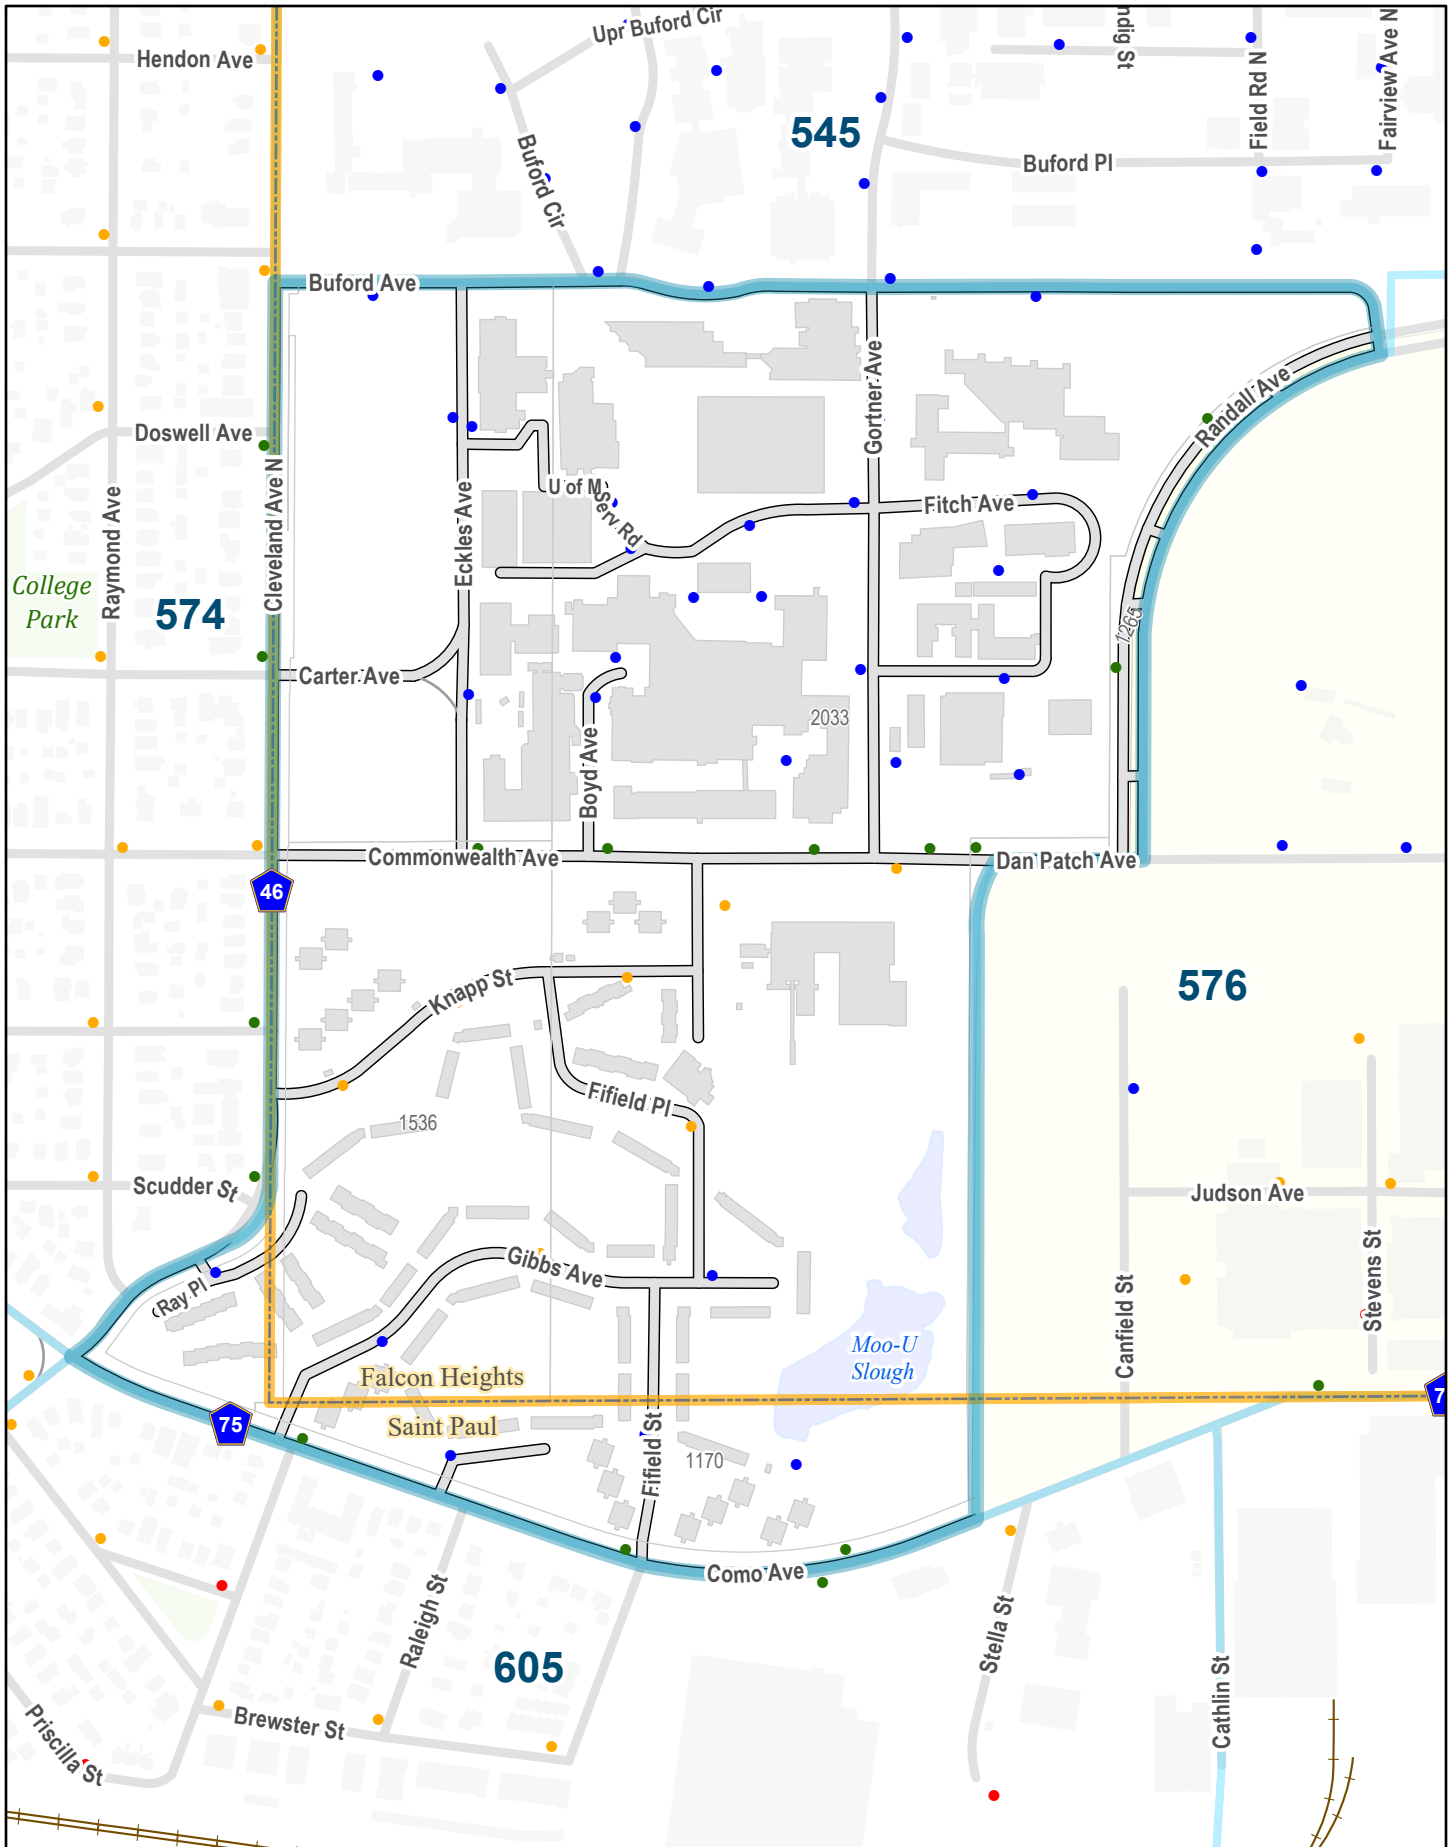 Upr Buford Cir
ndig St
Fairview Ave N
Hendon Ave
Field Rd N
545
Buford Cir
Buford Pl
Buford Ave
Gortner Ave
Randall Ave
Doswell Ave
Cleveland Ave N
Raymond Ave
Eckles Ave
U of M
Serv Rd
Fitch Ave
College
Park
574
1265
Carter Ave
2033
Boyd Ave
Commonwealth Ave
Dan Patch Ave
46
Knapp St
576
Fifield Pl
1536
Scudder St
Judson Ave
Gibbs Ave
Ray Pl
Stevens St
Canfield St
Moo-U
Slough
Falcon Heights
7
75
Saint Paul
Fifield St
1170
Como Ave
Raleigh St
Stella St
605
Cathlin St
Brewster St
Priscilla St